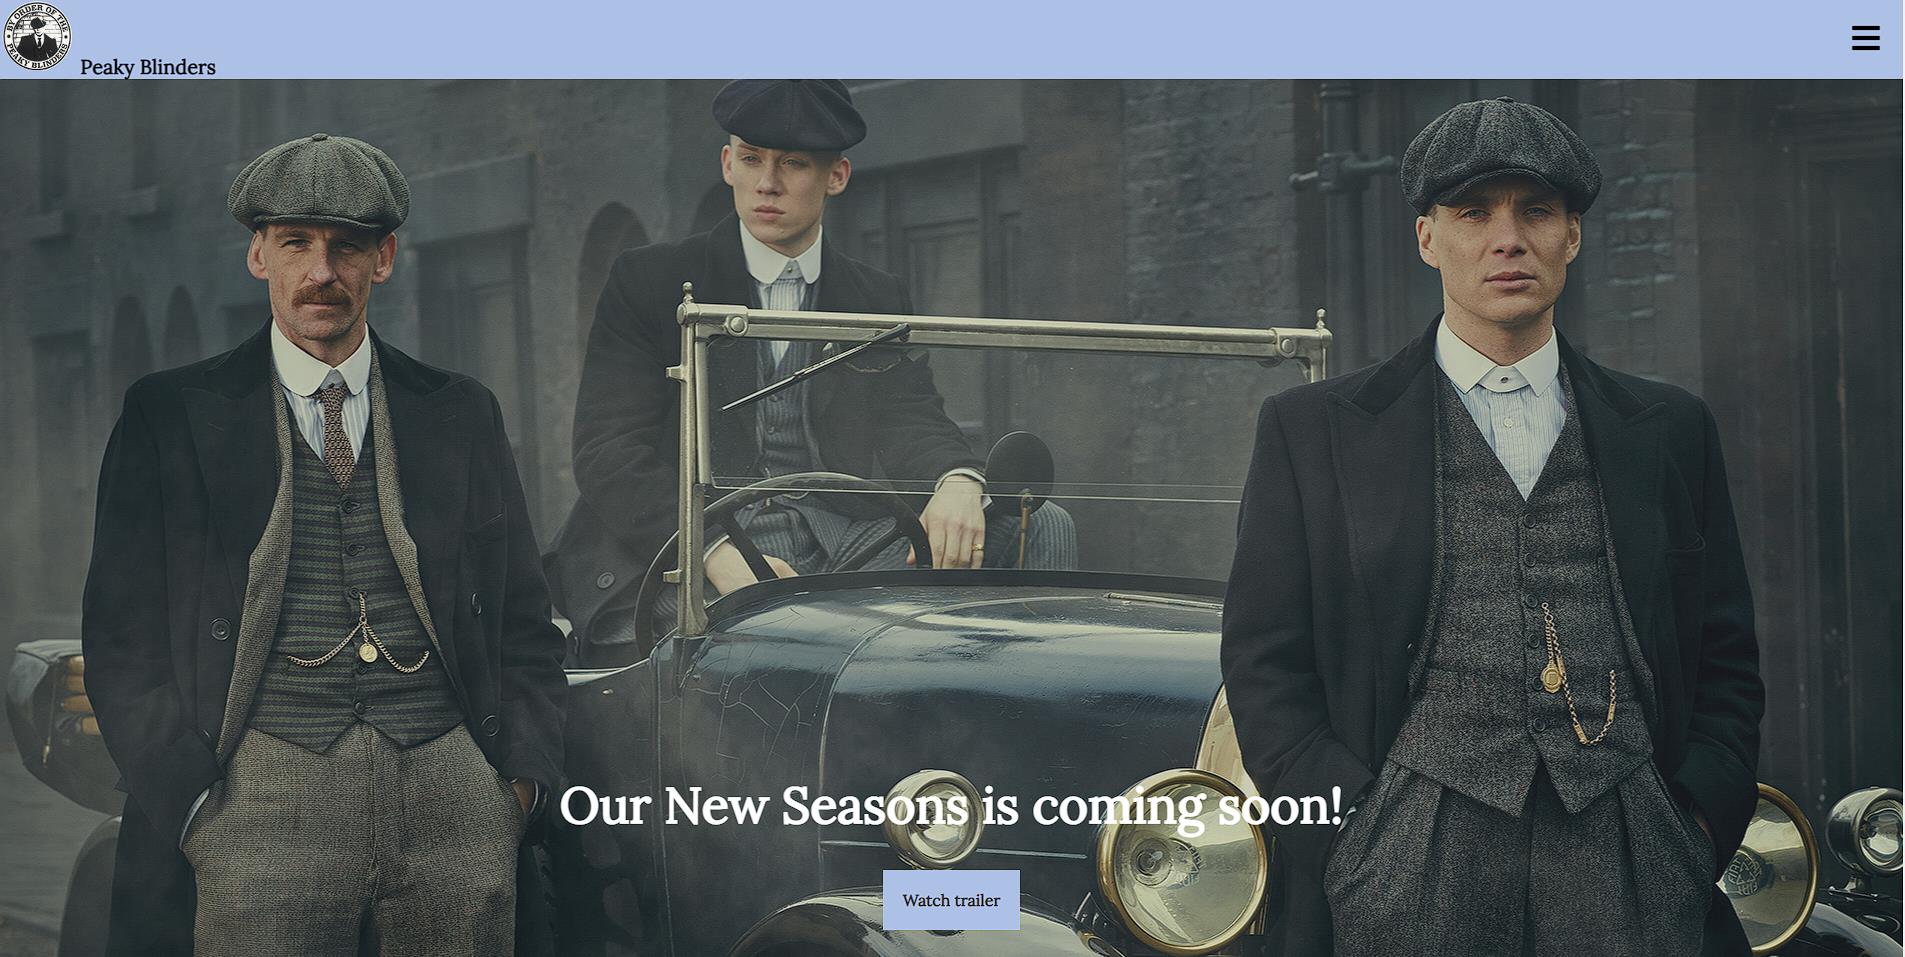 BY ORDER OF THE
PEAKY BLINDERS
Peaky Blinders
Our New Seasons is coming soon!
Watch trailer